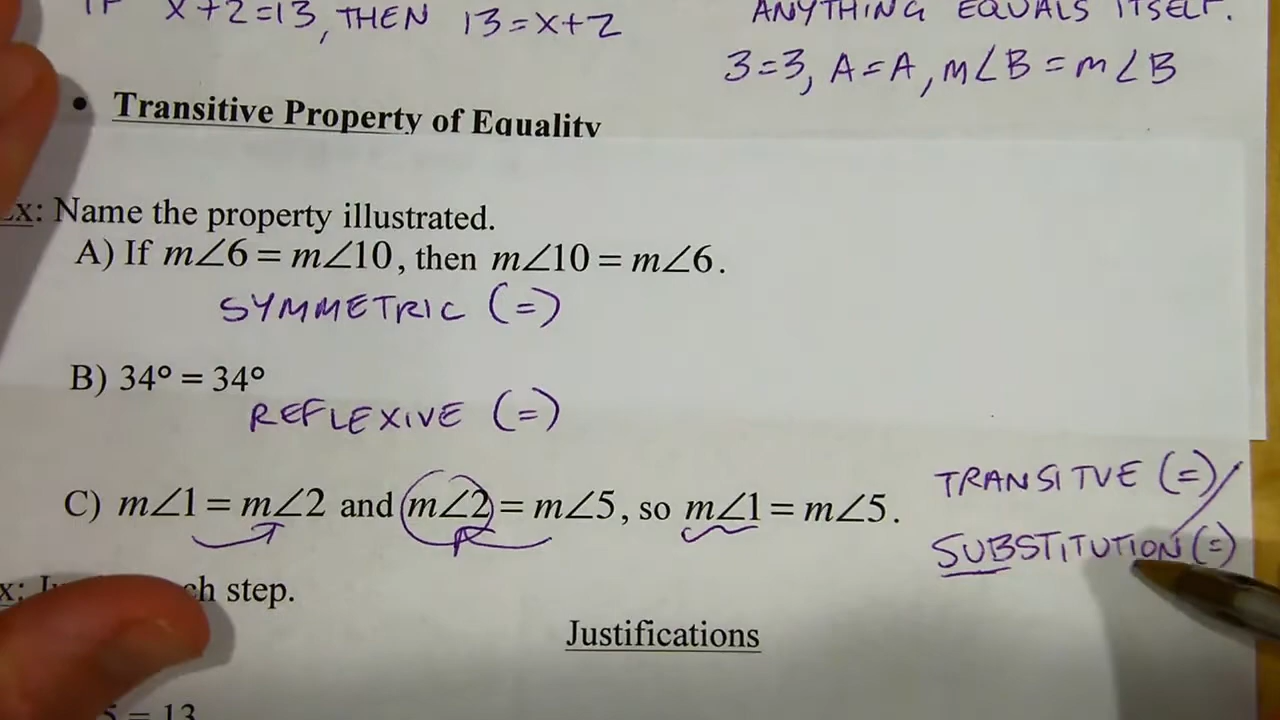 IF X+2=13, THEN 13=X+2
ANYTHING EQUALS ITSELF.
3=3, A=A, m∠B=m∠B
• Transitive Property of Equality
Ex: Name the property illustrated.
A) If m∠6 = m∠10, then m∠10 = m∠6.
SYMMETRIC (=)
B) 34° = 34°
REFLEXIVE (=)
C) m∠1 = m∠2 and m∠2 = m∠5, so m∠1 = m∠5.
TRANSITVE (=)/
SUBSTITUTION (=)
x: step.
Justifications
5 = 13